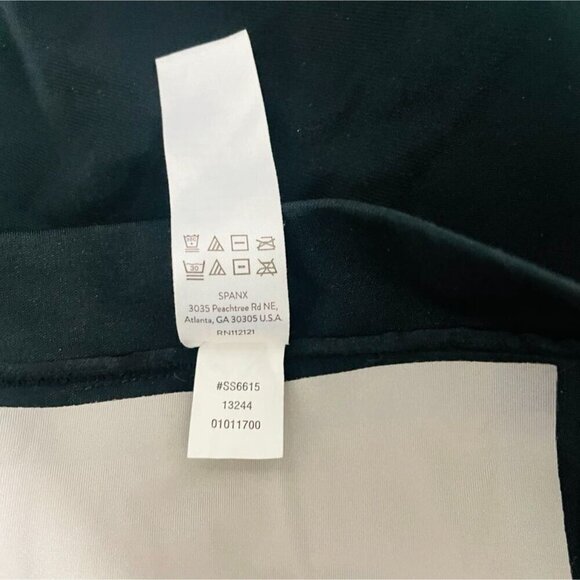 SPANX
3035 Peachtree Rd NE,
Atlanta, GA 30305 U.S.A.
RN112121
#SS6615
13244
01011700